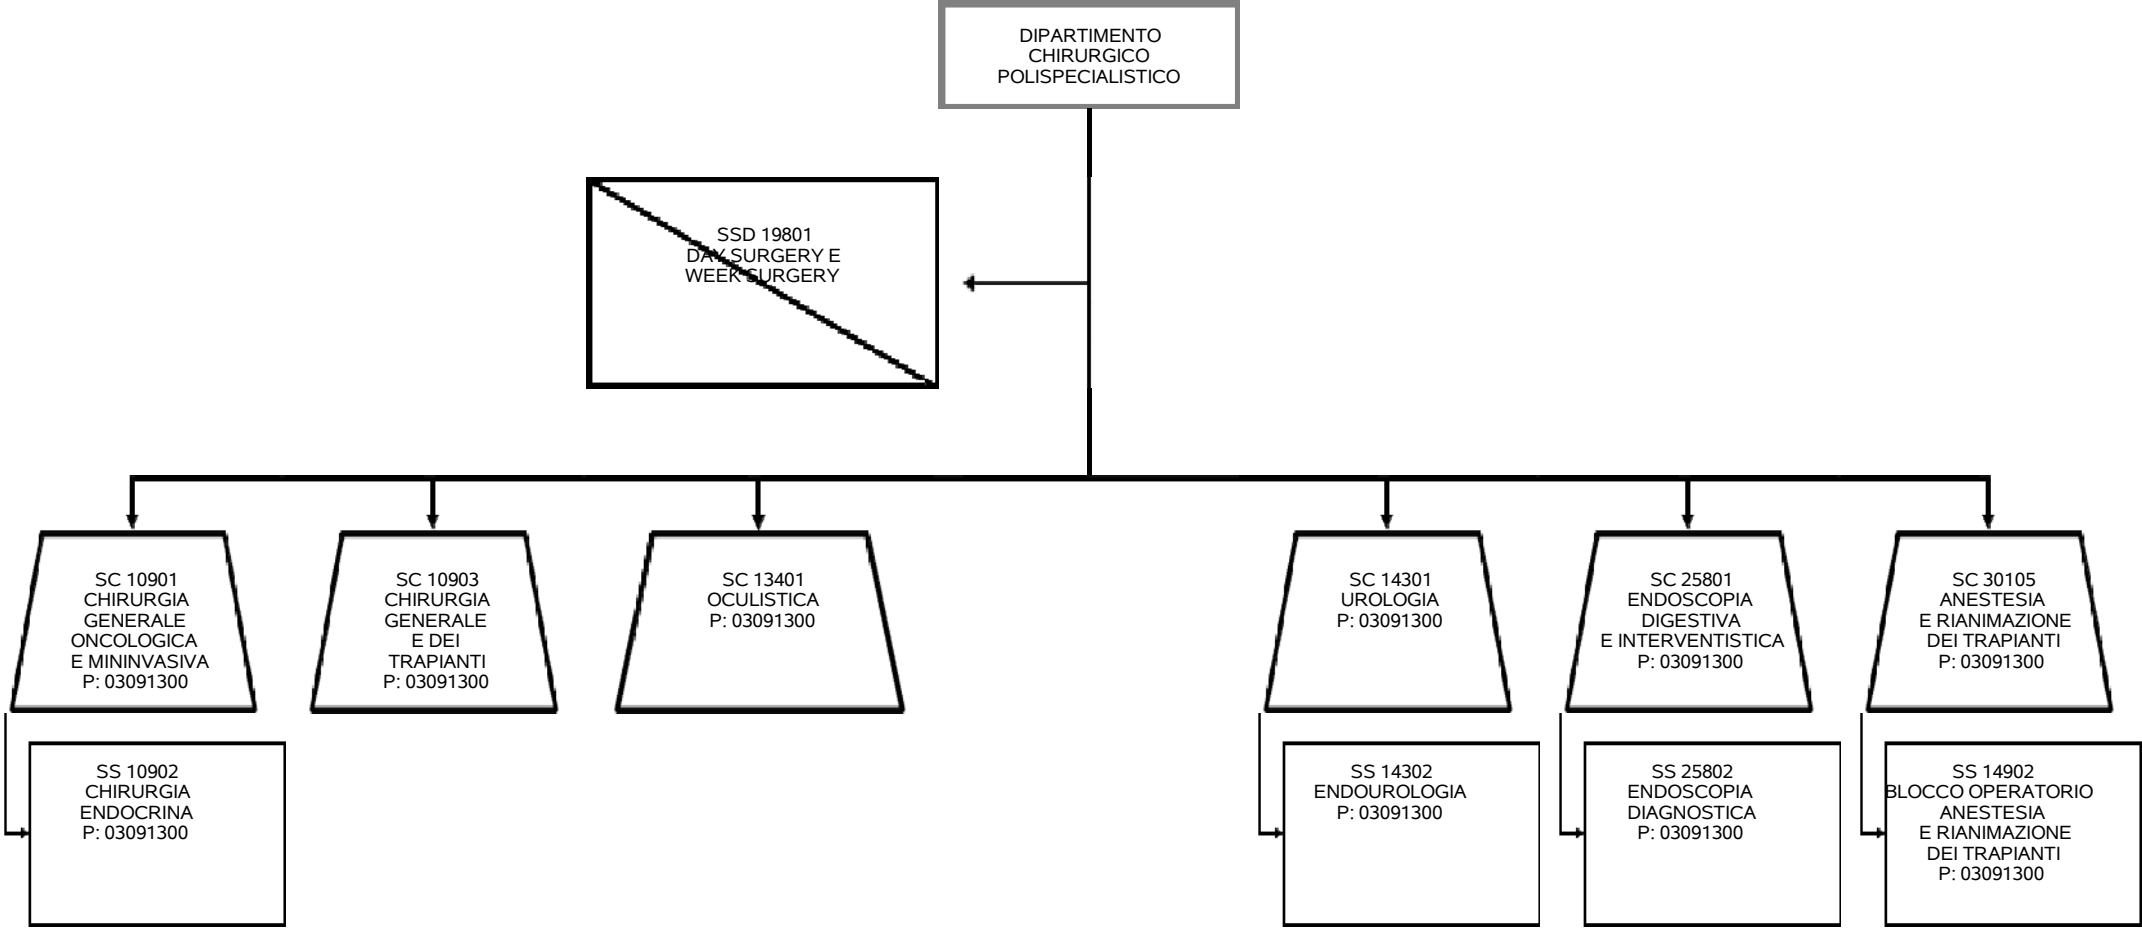 DIPARTIMENTO
CHIRURGICO
POLISPECIALISTICO
SSD 19801
DAY SURGERY E
WEEK SURGERY
SC 10901
CHIRURGIA
GENERALE
ONCOLOGICA
E MININVASIVA
P: 03091300
SC 10903
CHIRURGIA
GENERALE
E DEI
TRAPIANTI
P: 03091300
SC 13401
OCULISTICA
P: 03091300
SC 14301
UROLOGIA
P: 03091300
SC 25801
ENDOSCOPIA
DIGESTIVA
E INTERVENTISTICA
P: 03091300
SC 30105
ANESTESIA
E RIANIMAZIONE
DEI TRAPIANTI
P: 03091300
SS 10902
CHIRURGIA
ENDOCRINA
P: 03091300
SS 14302
ENDOUROLOGIA
P: 03091300
SS 25802
ENDOSCOPIA
DIAGNOSTICA
P: 03091300
SS 14902
BLOCCO OPERATORIO
ANESTESIA
E RIANIMAZIONE
DEI TRAPIANTI
P: 03091300